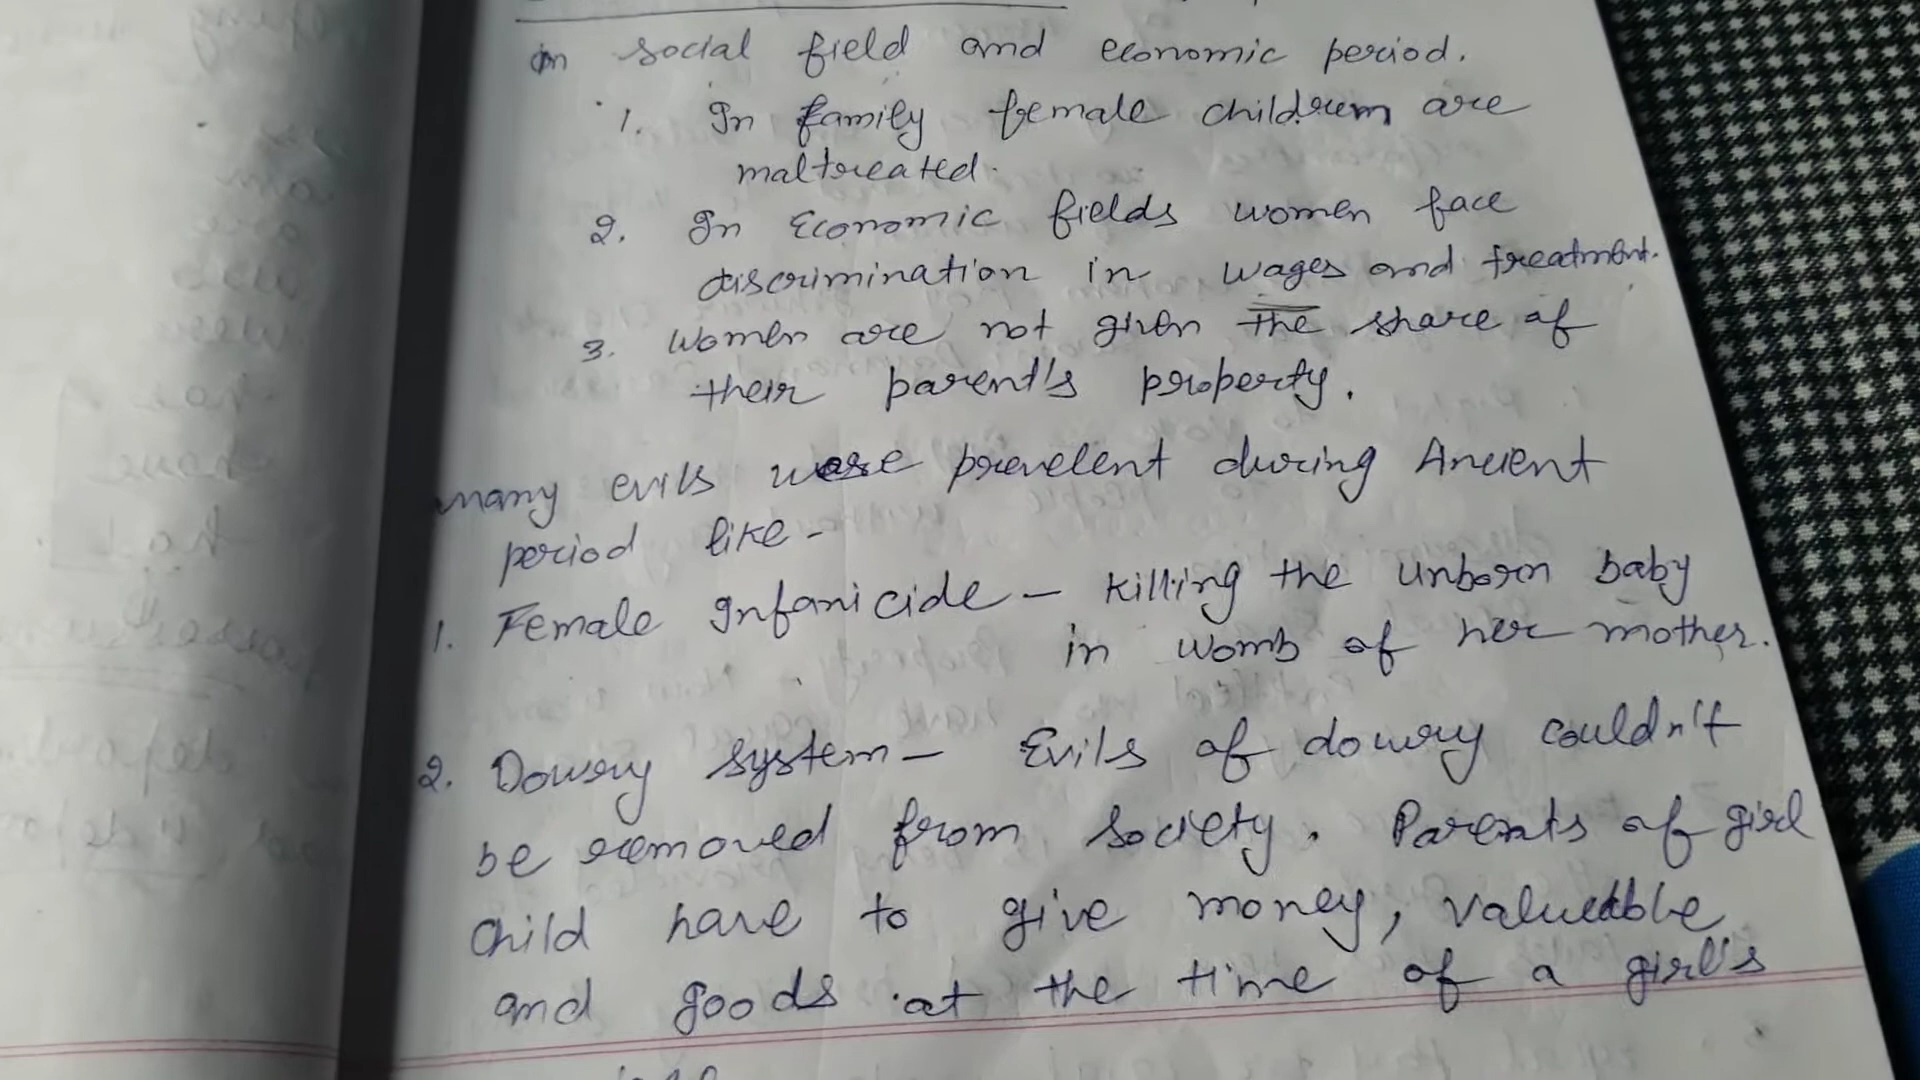 in social field and economic period.
1. In family female children are
maltreated.
2. In Economic fields women face
discrimination in wages and treatment.
3. Women are not given the share of
their parent's property.
many evils were prevelent during Ancient
period like -
1. Female Infanicide - Killing the unborn baby
in womb of her mother.
2. Dowry system - Evils of dowry couldn't
be removed from society. Parents of girl
child have to give money, valueable
and goods at the time of a girl's